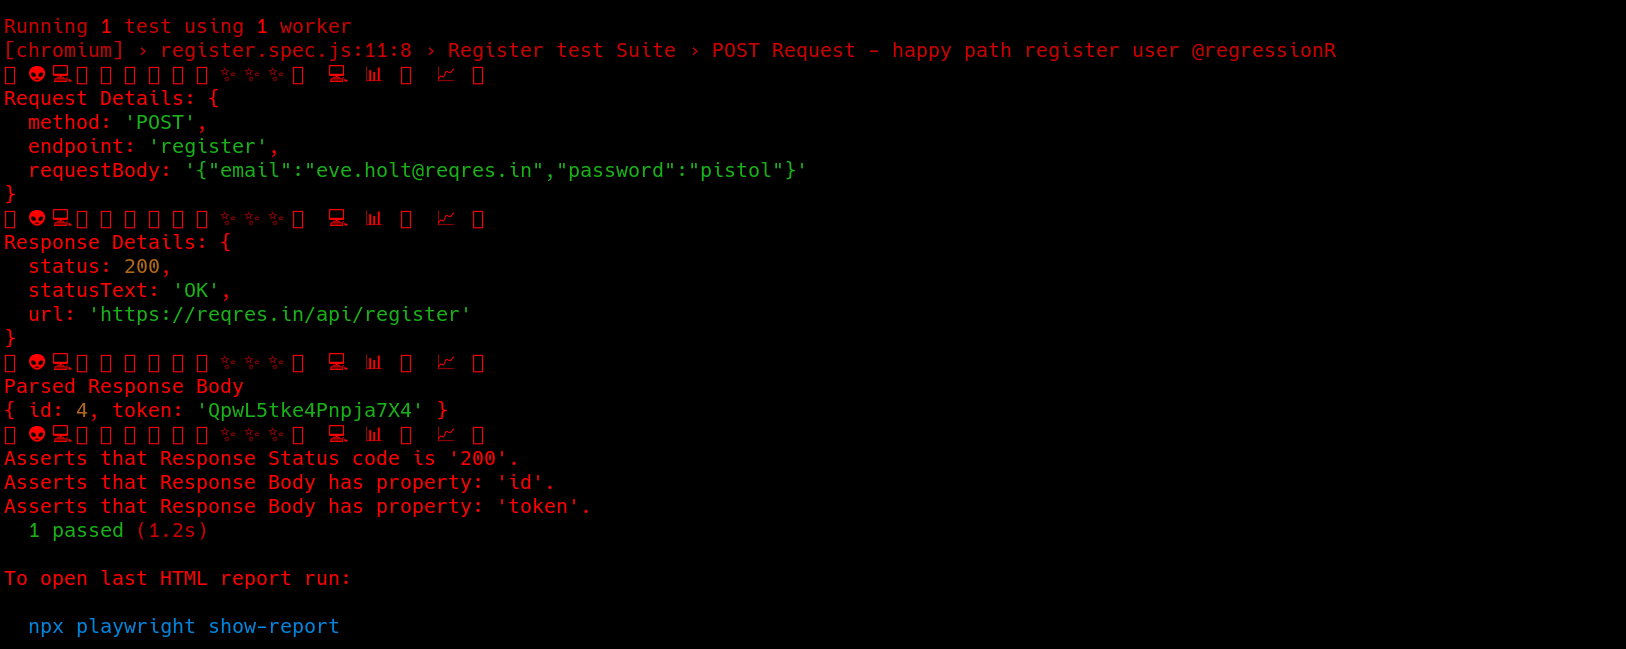 Running 1 test using 1 worker
[chromium] › register.spec.js:11:8 › Register test Suite › POST Request – happy path register user @regressionR
Request Details: {
  method: 'POST',
  endpoint: 'register',
  requestBody: '{"email":"eve.holt@reqres.in","password":"pistol"}'
}
Response Details: {
  status: 200,
  statusText: 'OK',
  url: 'https://reqres.in/api/register'
}
Parsed Response Body
{ id: 4, token: 'QpwL5tke4Pnpja7X4' }
Asserts that Response Status code is '200'.
Asserts that Response Body has property: 'id'.
Asserts that Response Body has property: 'token'.
  1 passed (1.2s)
To open last HTML report run:
  npx playwright show-report